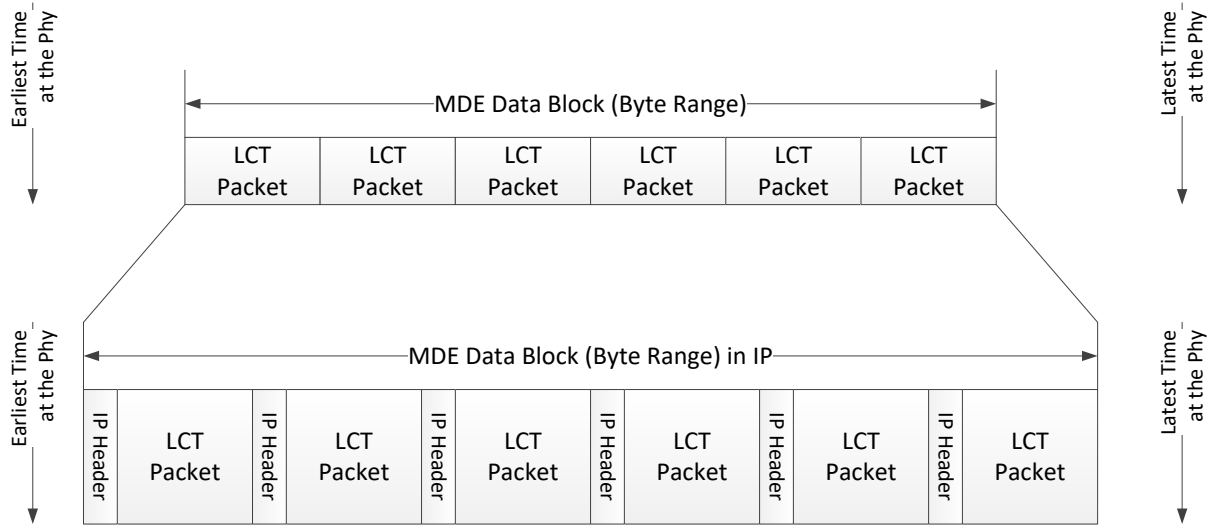 Earliest Time
at the Phy
Latest Time
at the Phy
MDE Data Block (Byte Range)
LCT
Packet
LCT
Packet
LCT
Packet
LCT
Packet
LCT
Packet
LCT
Packet
Earliest Time
at the Phy
Latest Time
at the Phy
MDE Data Block (Byte Range) in IP
IP Header
LCT
Packet
IP Header
LCT
Packet
IP Header
LCT
Packet
IP Header
LCT
Packet
IP Header
LCT
Packet
IP Header
LCT
Packet